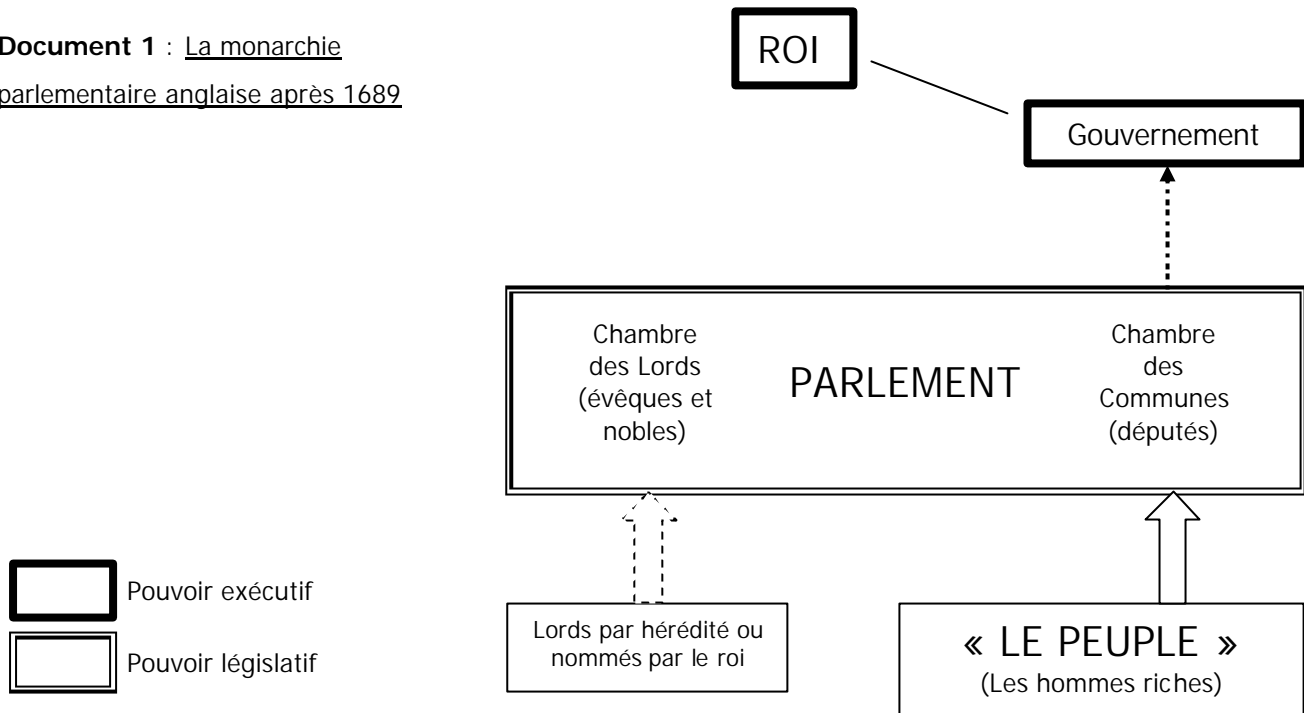 Document 1 : La monarchie
parlementaire anglaise après 1689
ROI
Gouvernement
Chambre
des Lords
(évêques et
nobles)
PARLEMENT
Chambre
des
Communes
(députés)
Pouvoir exécutif
Pouvoir législatif
Lords par hérédité ou
nommés par le roi
« LE PEUPLE »
(Les hommes riches)